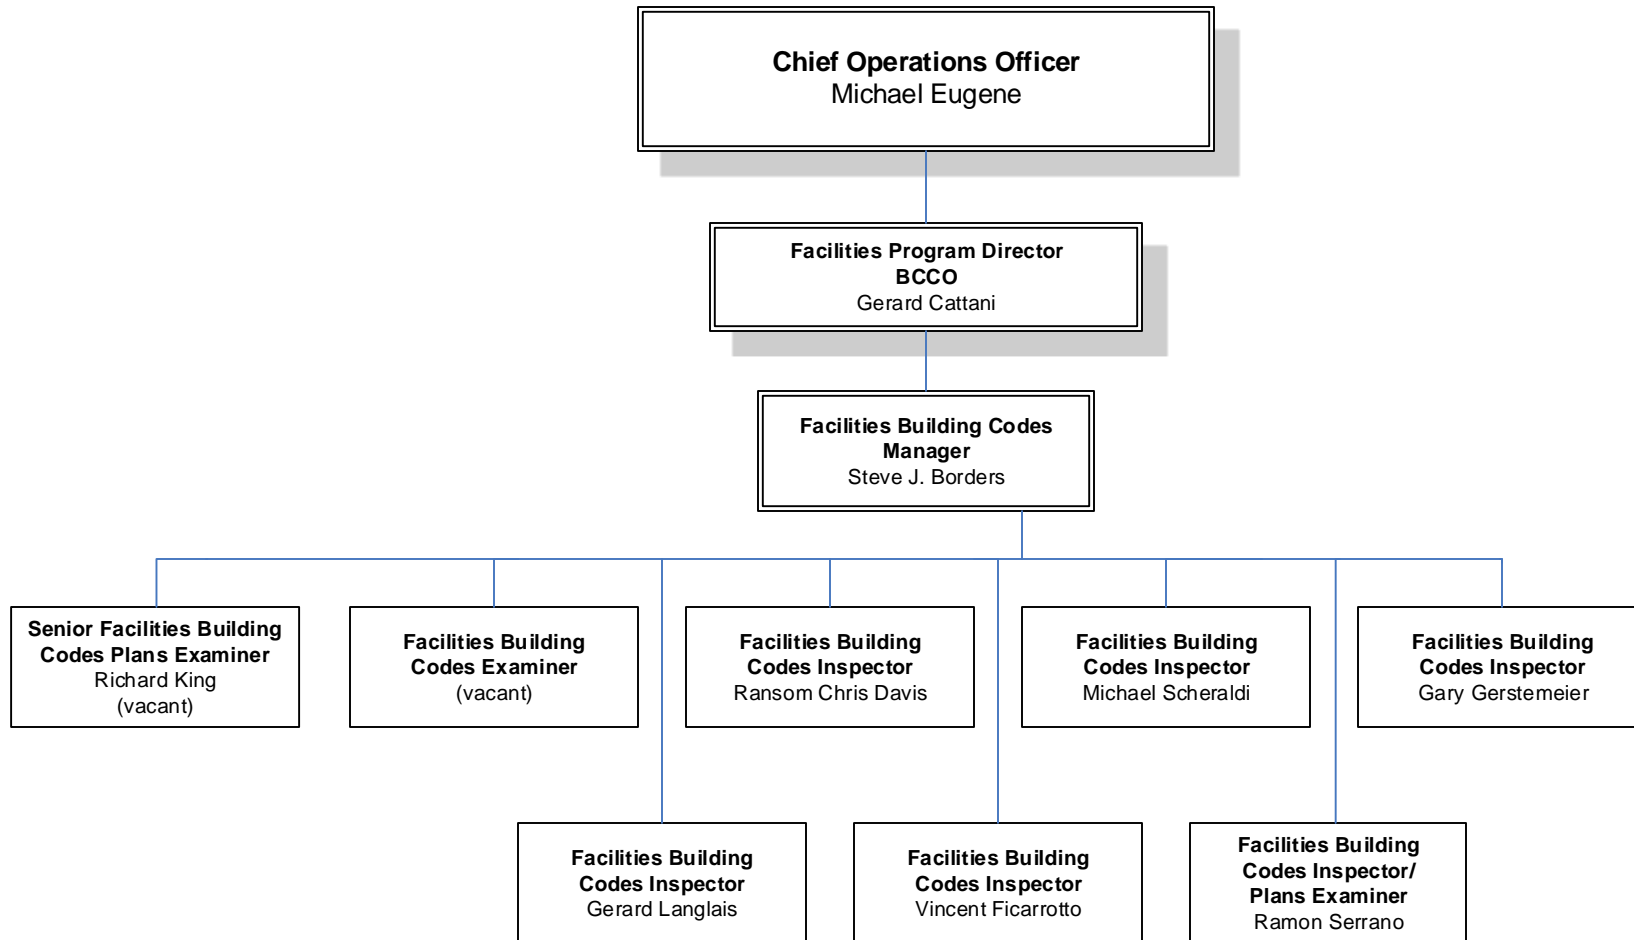 Chief Operations Officer
Michael Eugene
Facilities Program Director
BCCO
Gerard Cattani
Facilities Building Codes
Manager
Steve J. Borders
Senior Facilities Building
Codes Plans Examiner
Richard King
(vacant)
Facilities Building
Codes Examiner
(vacant)
Facilities Building
Codes Inspector
Ransom Chris Davis
Facilities Building
Codes Inspector
Michael Scheraldi
Facilities Building
Codes Inspector
Gary Gerstemeier
Facilities Building
Codes Inspector
Gerard Langlais
Facilities Building
Codes Inspector
Vincent Ficarrotto
Facilities Building
Codes Inspector/
Plans Examiner
Ramon Serrano